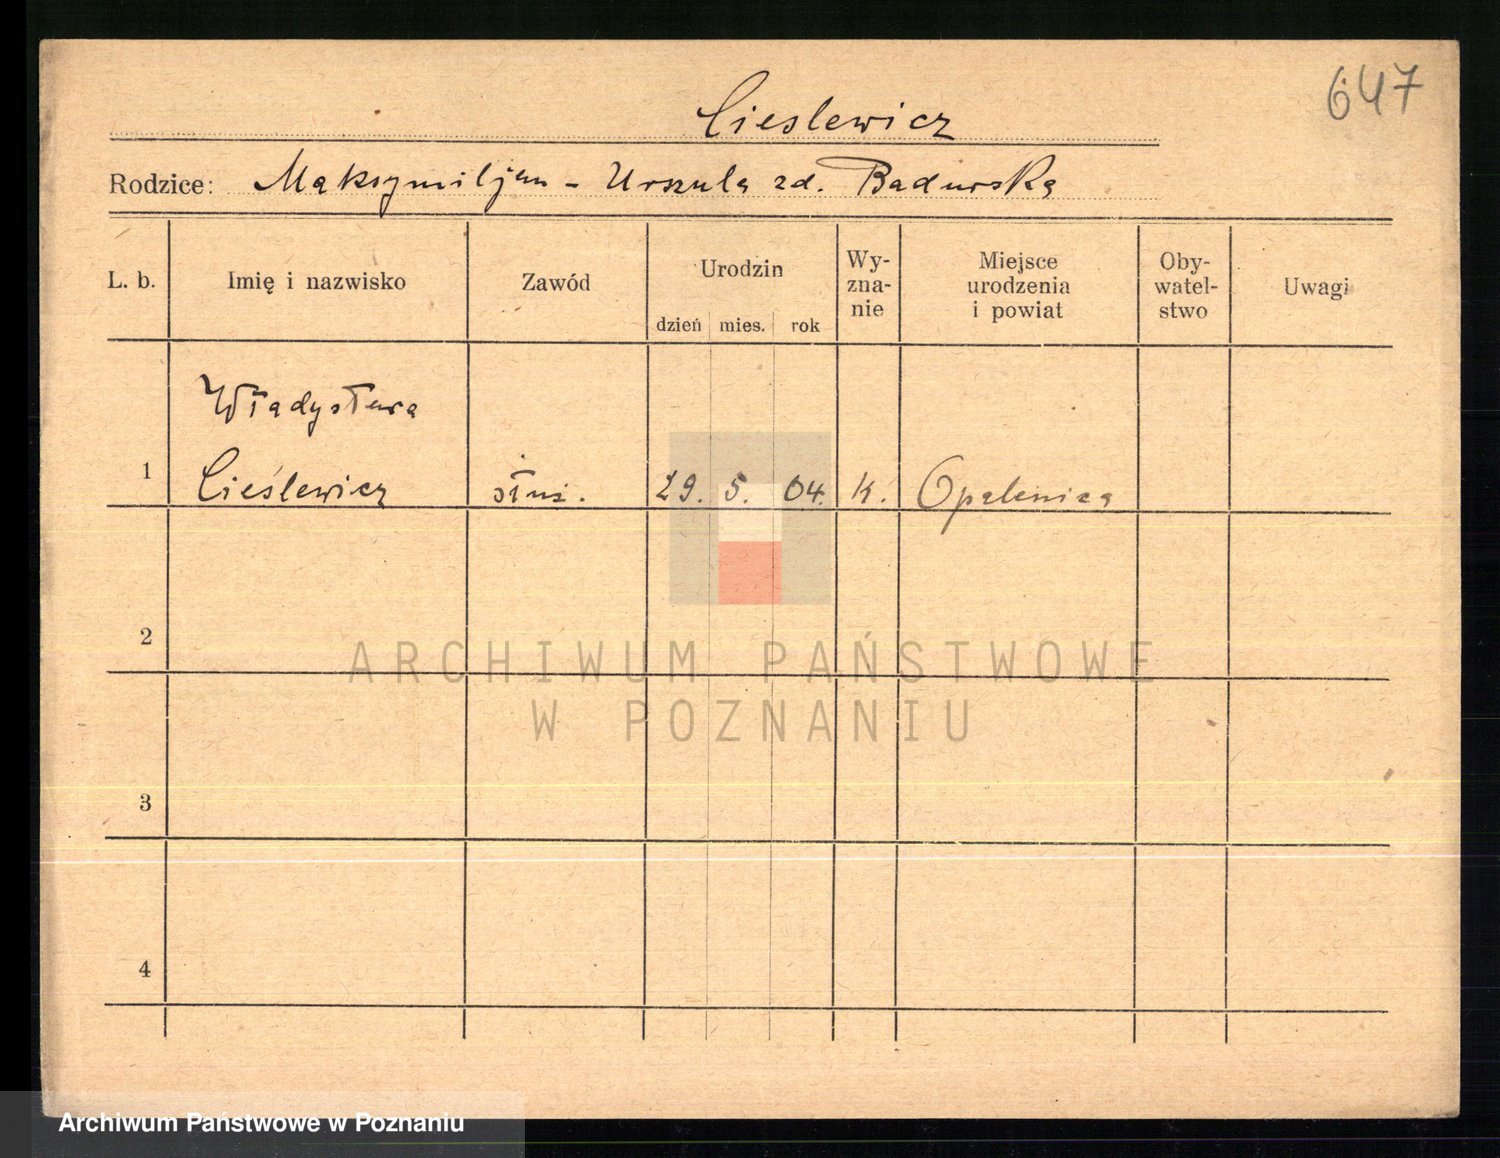 647
Cieslewicz
Rodzice: Maksymiljan - Urszula zd. Badurska
L. b. Imię i nazwisko Zawód Urodzin dzień mies. rok Wy- zna- nie Miejsce urodzenia i powiat Oby- watel- stwo Uwagi
Władysława
1 Cieślewicz służ. 29. 5. 04. k. Opalenica
2
ARCHIWUM PAŃSTWOWE
W POZNANIU
3
4
Archiwum Państwowe w Poznaniu